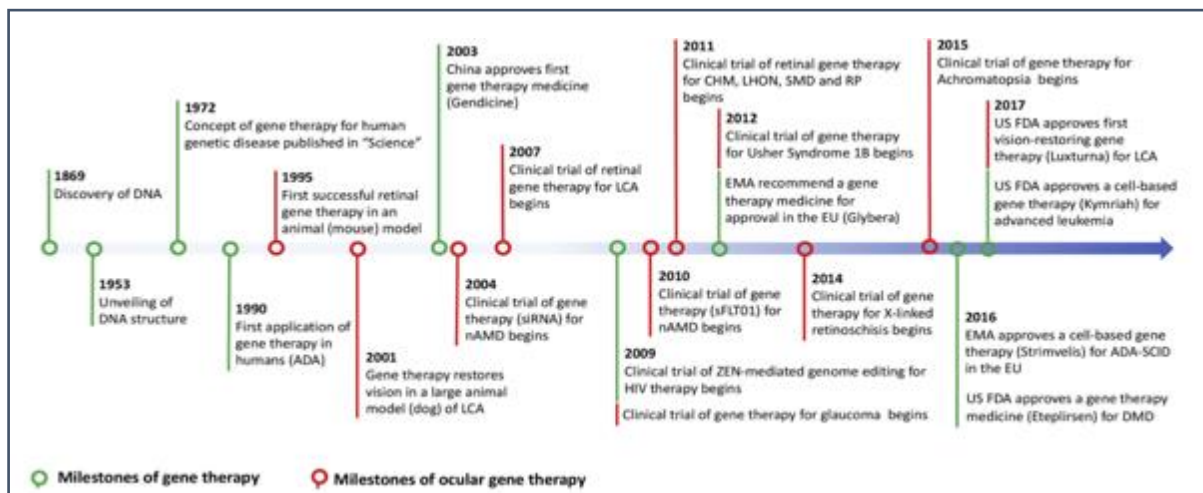 1869
Discovery of DNA
1953
Unveiling of
DNA structure
1972
Concept of gene therapy for human
genetic disease published in “Science”
1990
First application of
gene therapy in
humans (ADA)
1995
First successful retinal
gene therapy in an
animal (mouse) model
2001
Gene therapy restores
vision in a large animal
model (dog) of LCA
2003
China approves first
gene therapy medicine
(Gendicine)
2004
Clinical trial of gene
therapy (siRNA) for
nAMD begins
2007
Clinical trial of retinal
gene therapy for LCA
begins
2009
Clinical trial of ZEN-mediated genome editing for
HIV therapy begins
Clinical trial of gene therapy for glaucoma begins
2010
Clinical trial of gene
therapy (sFLT01) for
nAMD begins
2011
Clinical trial of retinal gene therapy
for CHM, LHON, SMD and RP
begins
2012
Clinical trial of gene therapy
for Usher Syndrome 1B begins
EMA recommend a gene
therapy medicine for
approval in the EU (Glybera)
2014
Clinical trial of gene
therapy for X-linked
retinoschisis begins
2015
Clinical trial of gene therapy for
Achromatopsia begins
2016
EMA approves a cell-based gene
therapy (Strimvelis) for ADA-SCID
in the EU
US FDA approves a gene therapy
medicine (Eteplirsen) for DMD
2017
US FDA approves first
vision-restoring gene
therapy (Luxturna) for LCA
US FDA approves a cell-based
gene therapy (Kymriah) for
advanced leukemia
Milestones of gene therapy
Milestones of ocular gene therapy